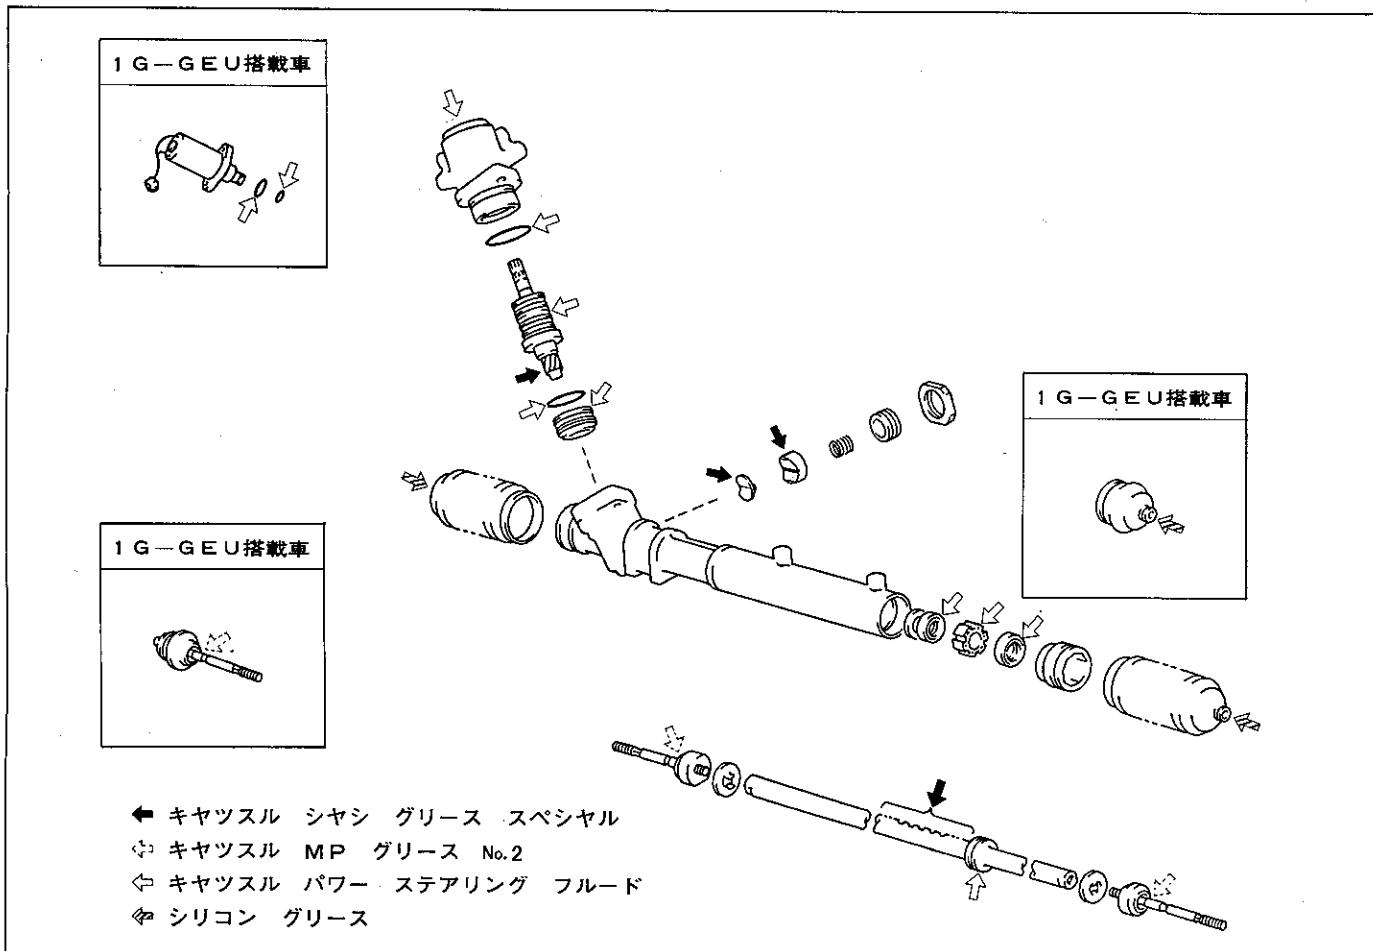 1G−GEU搭載車
1G−GEU搭載車
1G−GEU搭載車
キヤツスル シヤシ グリース スペシヤル
キヤツスル MP グリース No.2
キヤツスル パワー ステアリング フルード
シリコン グリース